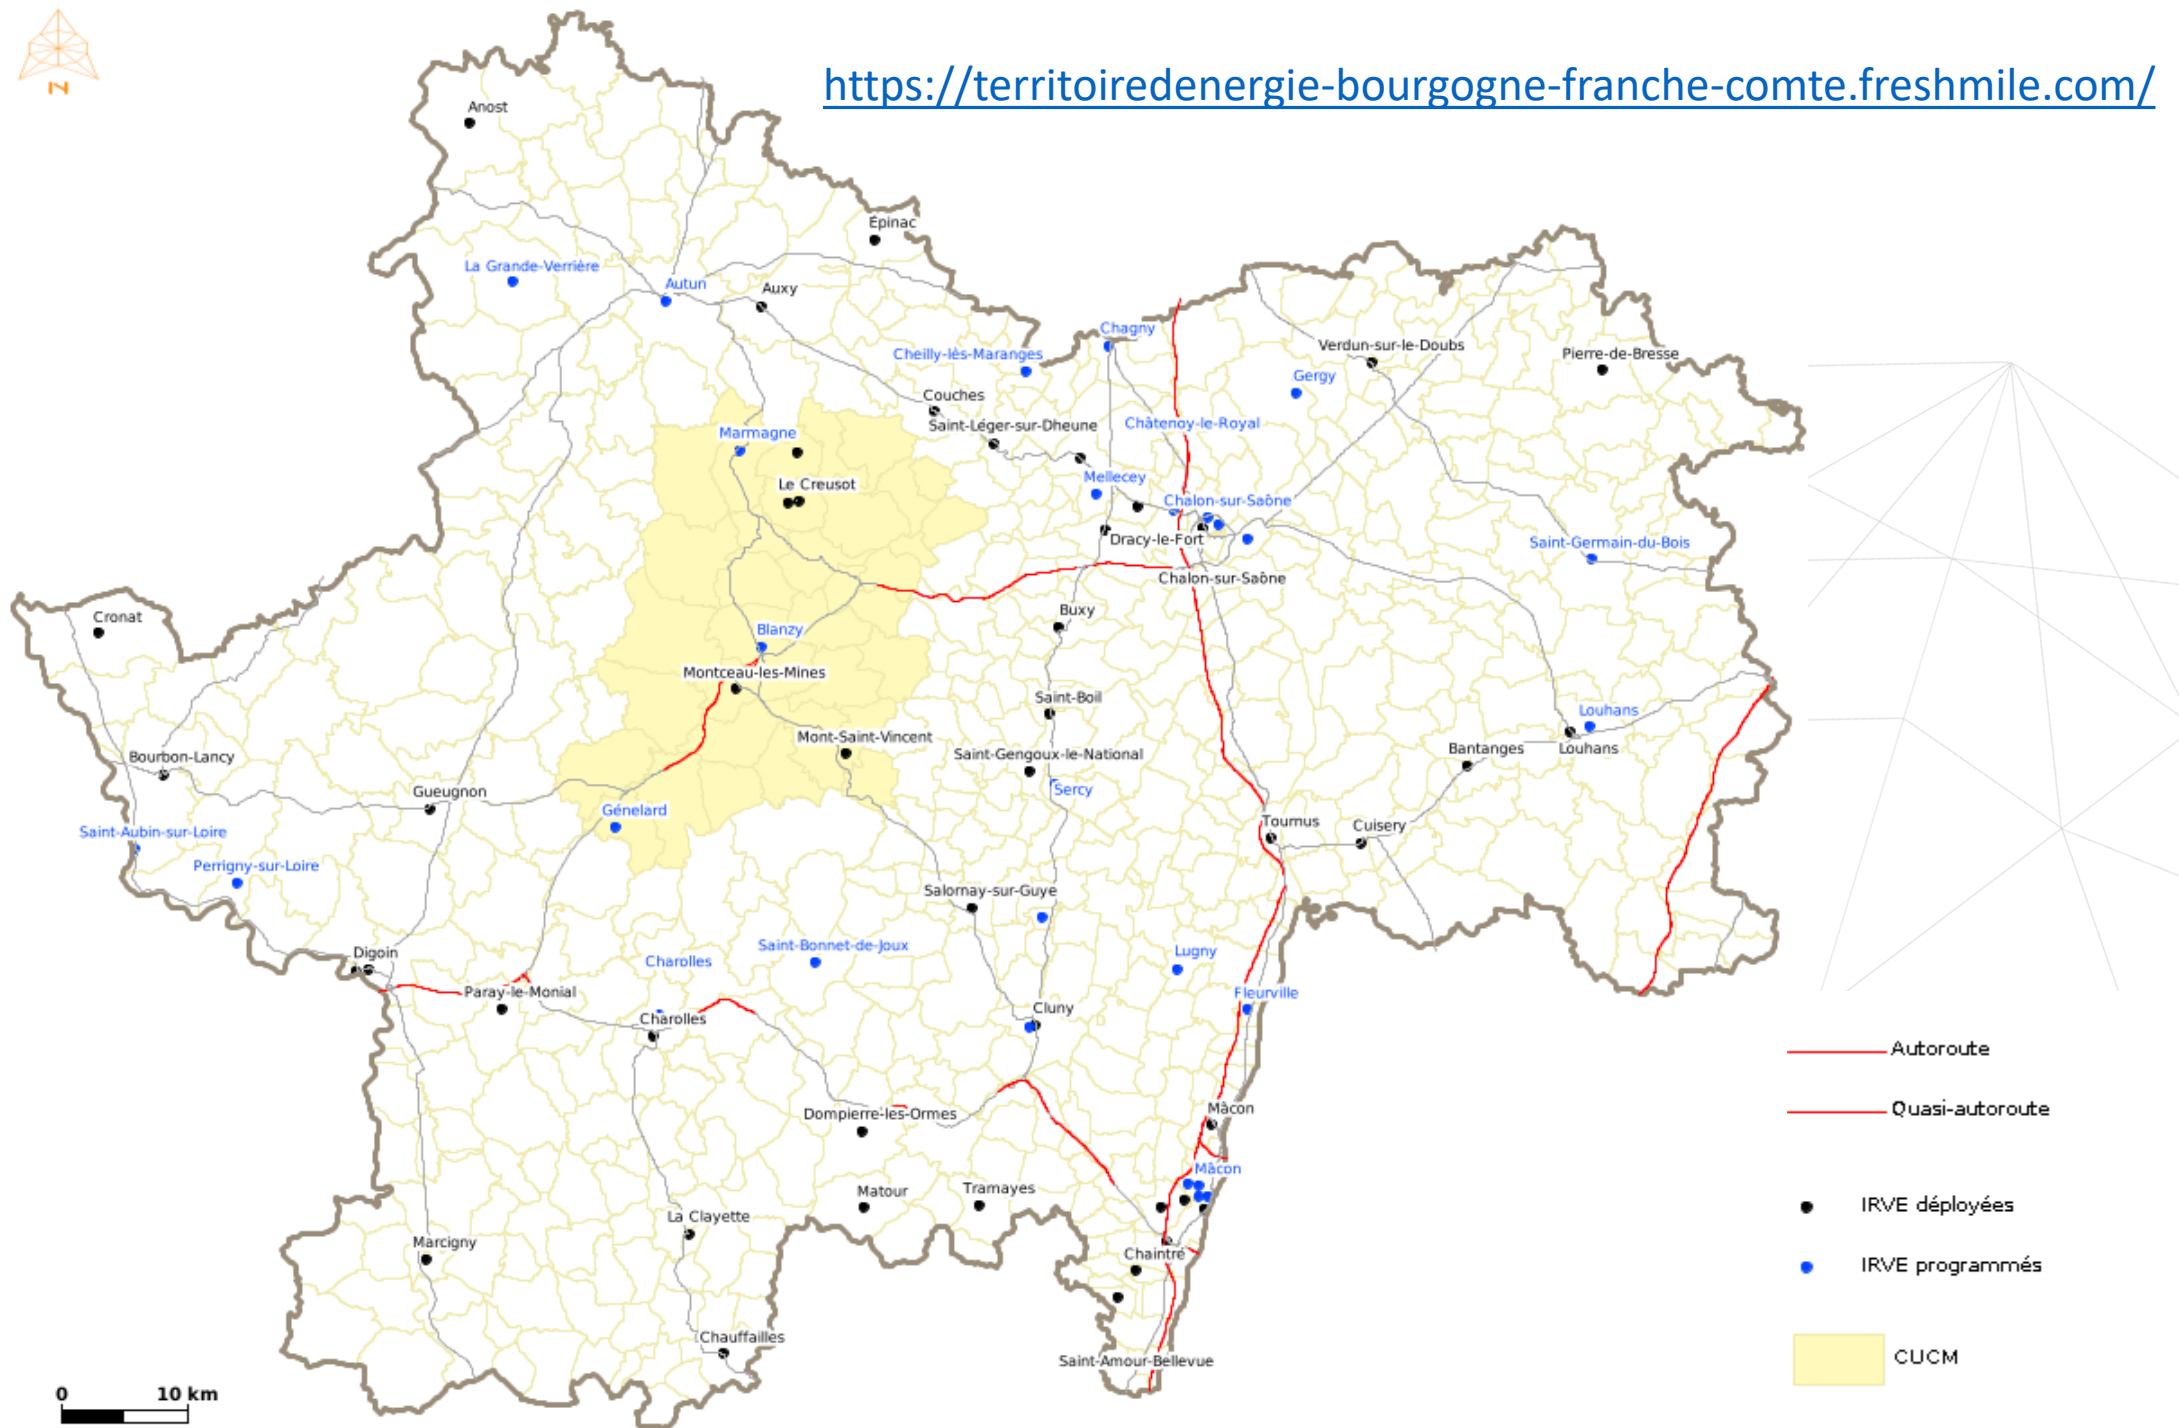 N
https://territoiredenergie-bourgogne-franche-comte.freshmile.com/
Anost
Épinac
La Grande-Verrière
Autun
Auxy
Chagny
Cheilly-lès-Maranges
Verdun-sur-le-Doubs
Pierre-de-Bresse
Gergy
Couches
Saint-Léger-sur-Dheune
Châtenoy-le-Royal
Marmagne
Le Creusot
Mellecey
Chalon-sur-Saône
Dracy-le-Fort
Saint-Germain-du-Bois
Chalon-sur-Saône
Cronat
Buxy
Blanzy
Montceau-les-Mines
Saint-Boil
Louhans
Mont-Saint-Vincent
Saint-Gengoux-le-National
Bantanges
Louhans
Bourbon-Lancy
Gueugnon
Sercy
Génelard
Tournus
Cuisery
Saint-Aubin-sur-Loire
Perrigny-sur-Loire
Salornay-sur-Guye
Digoin
Saint-Bonnet-de-Joux
Charolles
Lugny
Paray-le-Monial
Fleurville
Charolles
Cluny
Autoroute
Dompierre-les-Ormes
Mâcon
Quasi-autoroute
Mâcon
Matour
Tramayes
IRVE déployées
La Clayette
Marcigny
Chaintré
IRVE programmés
Chauffailles
Saint-Amour-Bellevue
CUCM
0 10 km